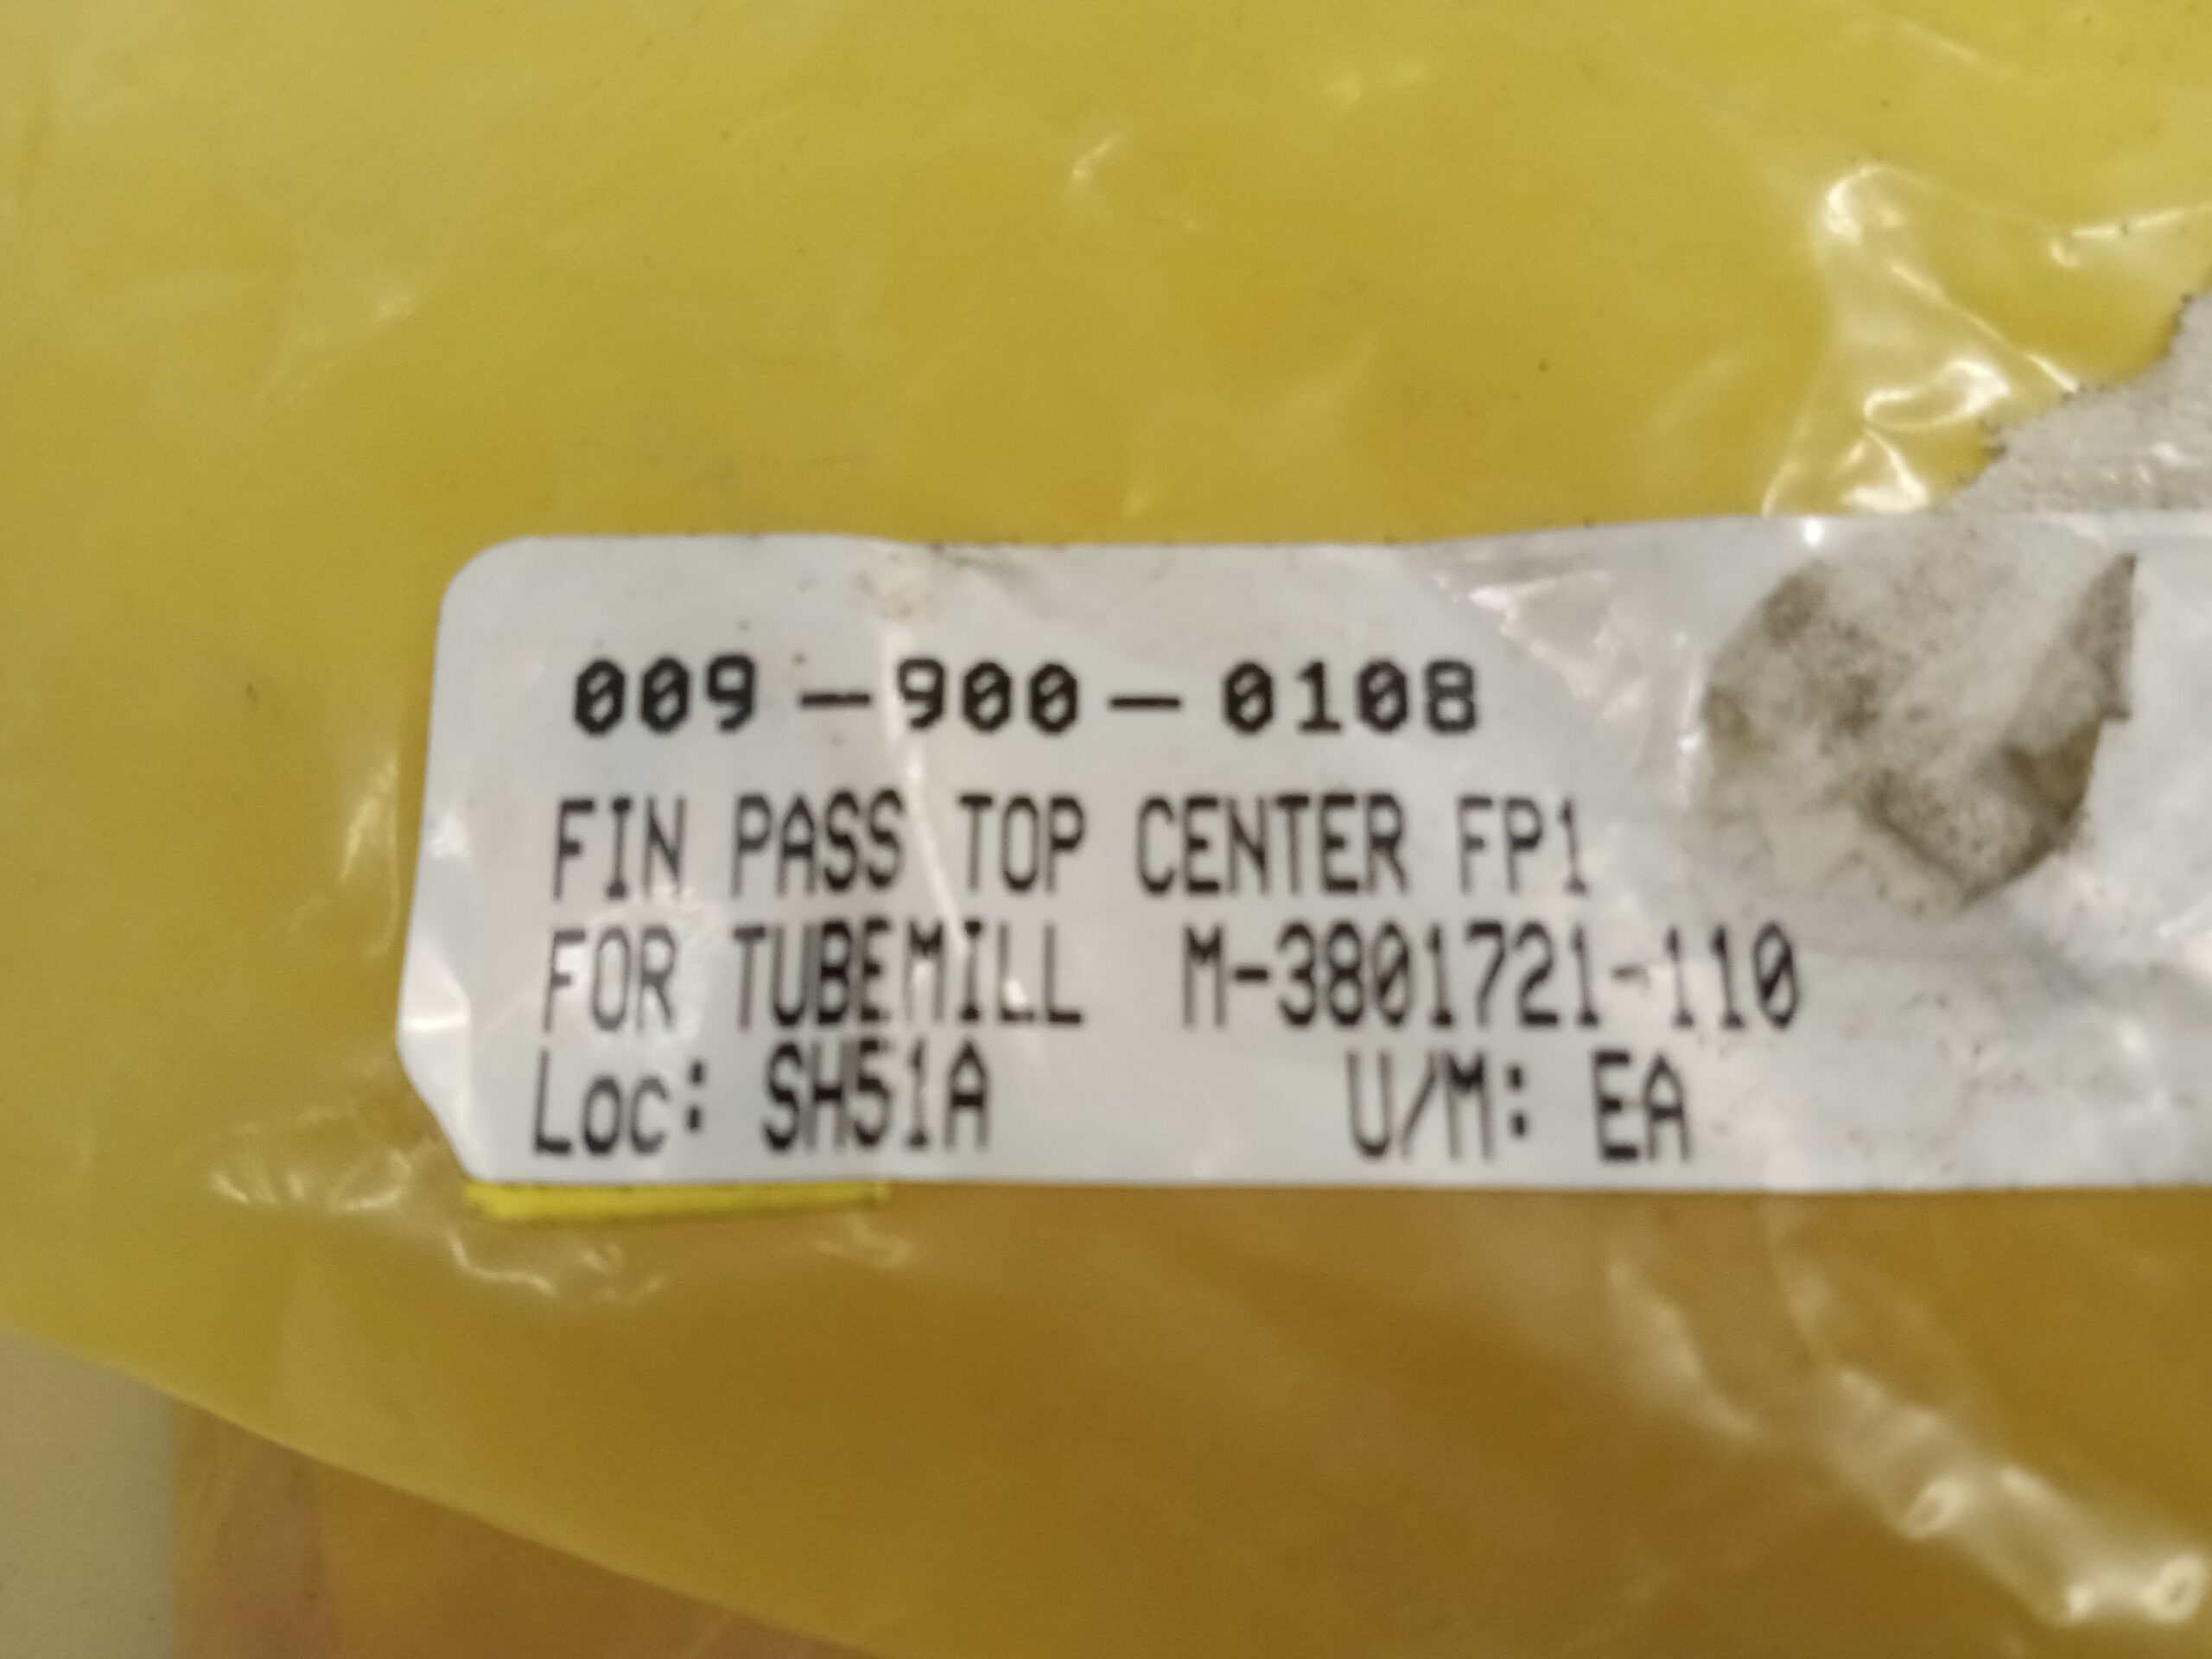 009-900-0108
FIN PASS TOP CENTER FP1
FOR TUBEMILL M-3801721-110
Loc: SH51A U/M: EA